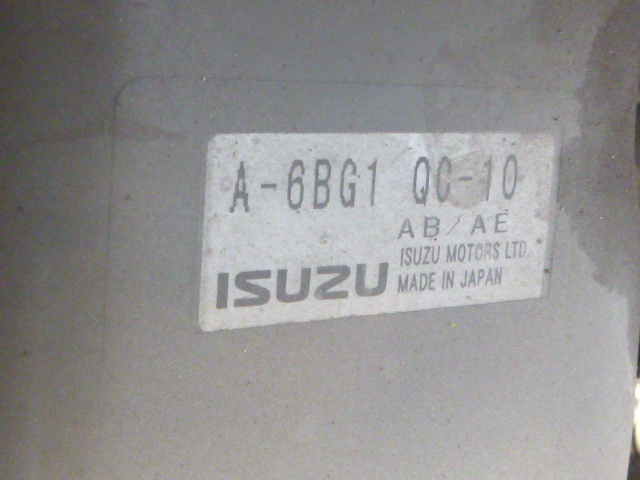 A-6BG1 QC-10
AB/AE
ISUZU MOTORS LTD.
ISUZU MADE IN JAPAN